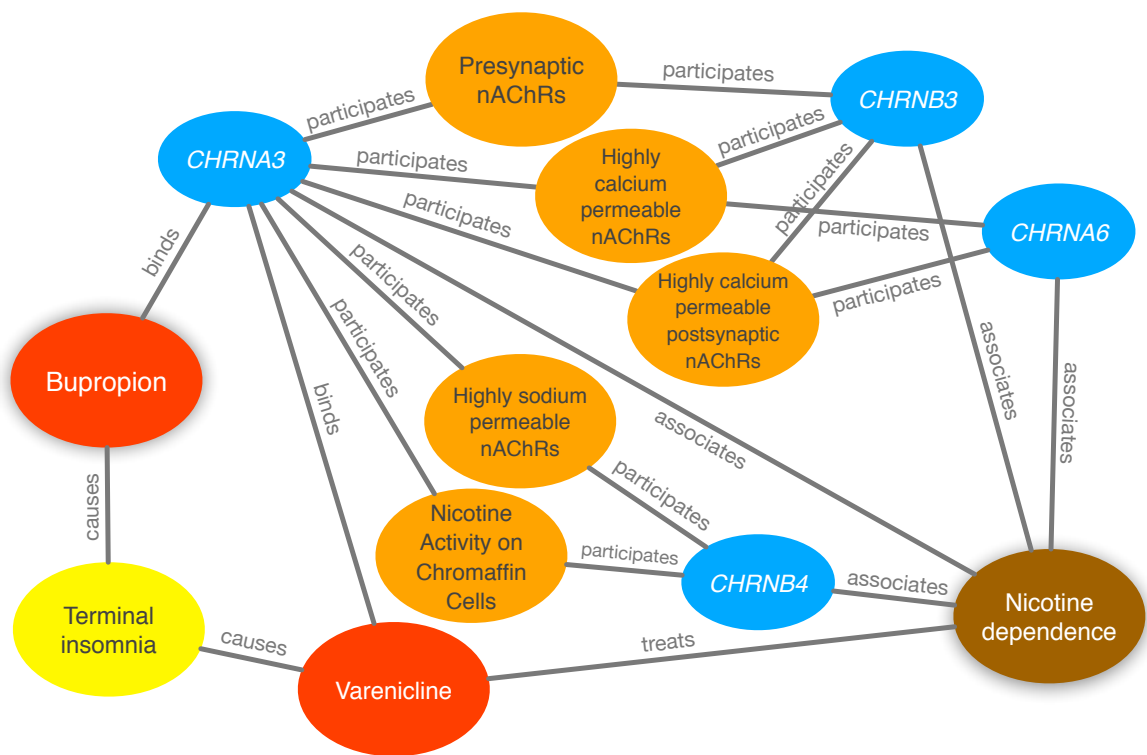 Presynaptic
nAChRs
participates
CHRNB3
participates
CHRNA3
participates
participates
Highly
calcium
permeable
nAChRs
participates
participates
participates
CHRNA6
binds
participates
participates
Highly calcium
permeable
postsynaptic
nAChRs
participates
associates
associates
Bupropion
binds
Highly sodium
permeable
nAChRs
associates
causes
participates
Nicotine
Activity on
Chromaffin
Cells
participates
CHRNB4
associates
Nicotine
dependence
Terminal
insomnia
causes
Varenicline
treats